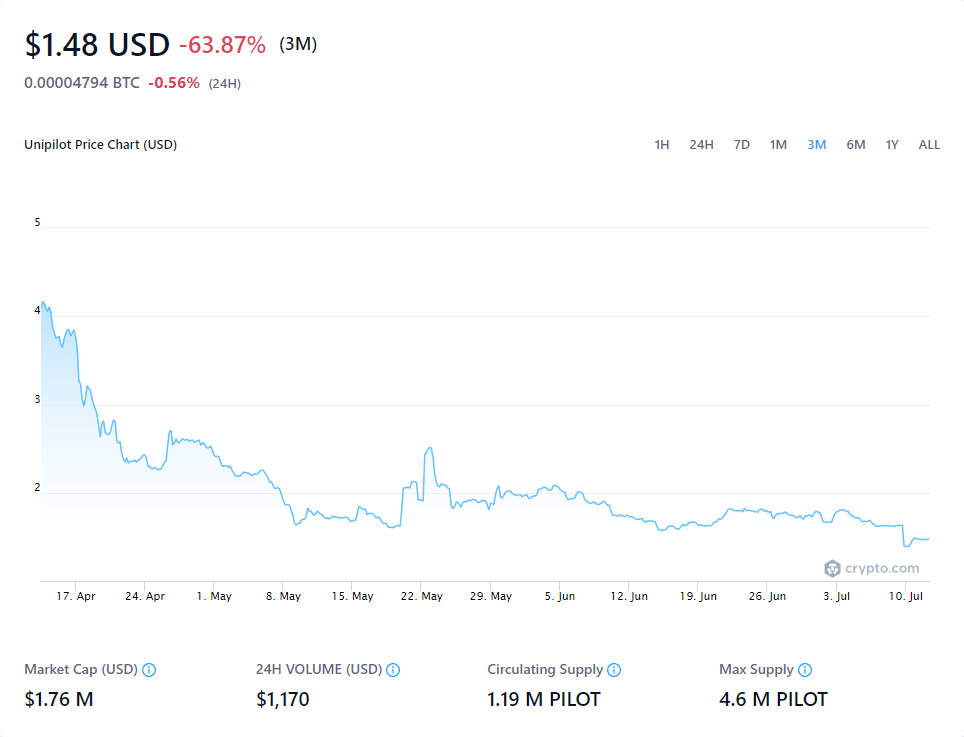 $1.48 USD -63.87% (3M)
0.00004794 BTC -0.56% (24H)
Unipilot Price Chart (USD)
1H 24H 7D 1M 3M 6M 1Y ALL
5
4
3
2
crypto.com
17. Apr 24. Apr 1. May 8. May 15. May 22. May 29. May 5. Jun 12. Jun 19. Jun 26. Jun 3. Jul 10. Jul
Market Cap (USD) 24H VOLUME (USD) Circulating Supply Max Supply
$1.76 M $1,170 1.19 M PILOT 4.6 M PILOT